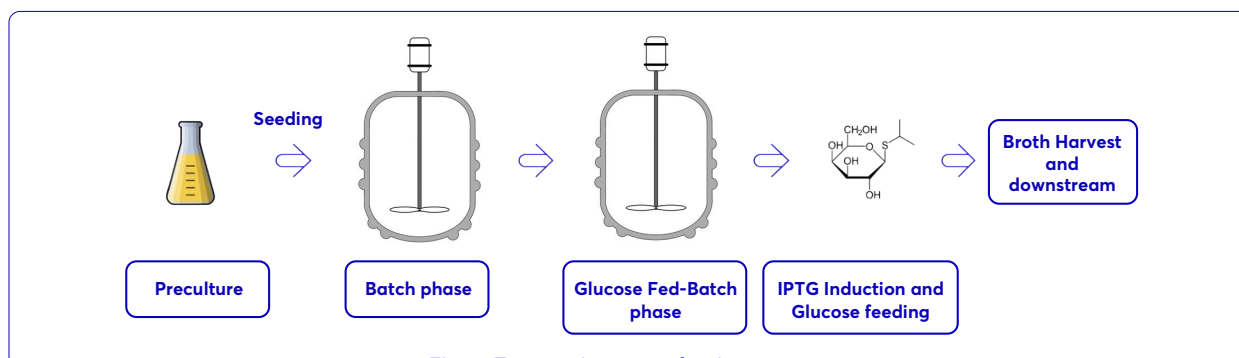 Seeding
CH₂OH
S
OH
O
OH
OH
Broth Harvest
and
downstream
Preculture
Batch phase
Glucose Fed-Batch
phase
IPTG Induction and
Glucose feeding